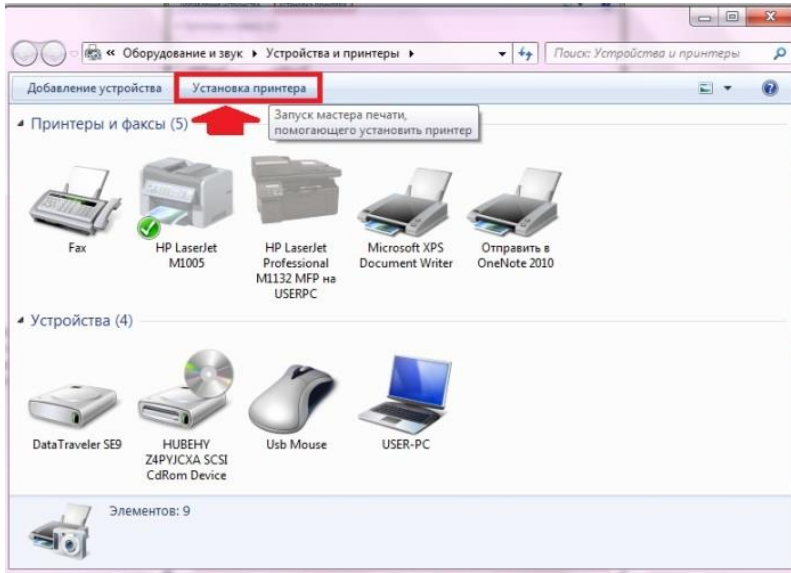 « Оборудование и звук ▸ Устройства и принтеры ▸
Поиск: Устройства и принтеры
Добавление устройства
Установка принтера
Запуск мастера печати,
помогающего установить принтер
Принтеры и факсы (5)
Fax
HP LaserJet
M1005
HP LaserJet
Professional
M1132 MFP на
USERPC
Microsoft XPS
Document Writer
Отправить в
OneNote 2010
Устройства (4)
DataTraveler SE9
HUBEHY
Z4PYJCXA SCSI
CdRom Device
Usb Mouse
USER-PC
Элементов: 9